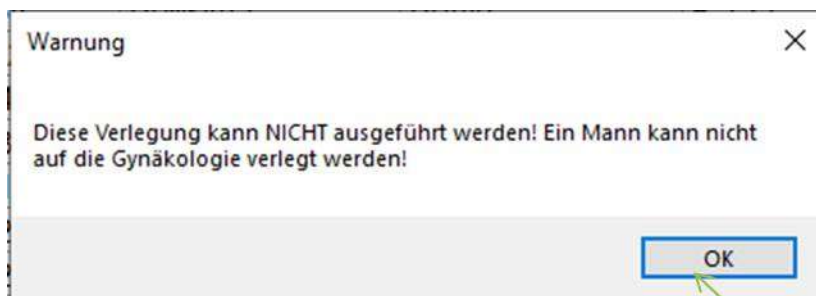 Warnung
Diese Verlegung kann NICHT ausgeführt werden! Ein Mann kann nicht
auf die Gynäkologie verlegt werden!
OK